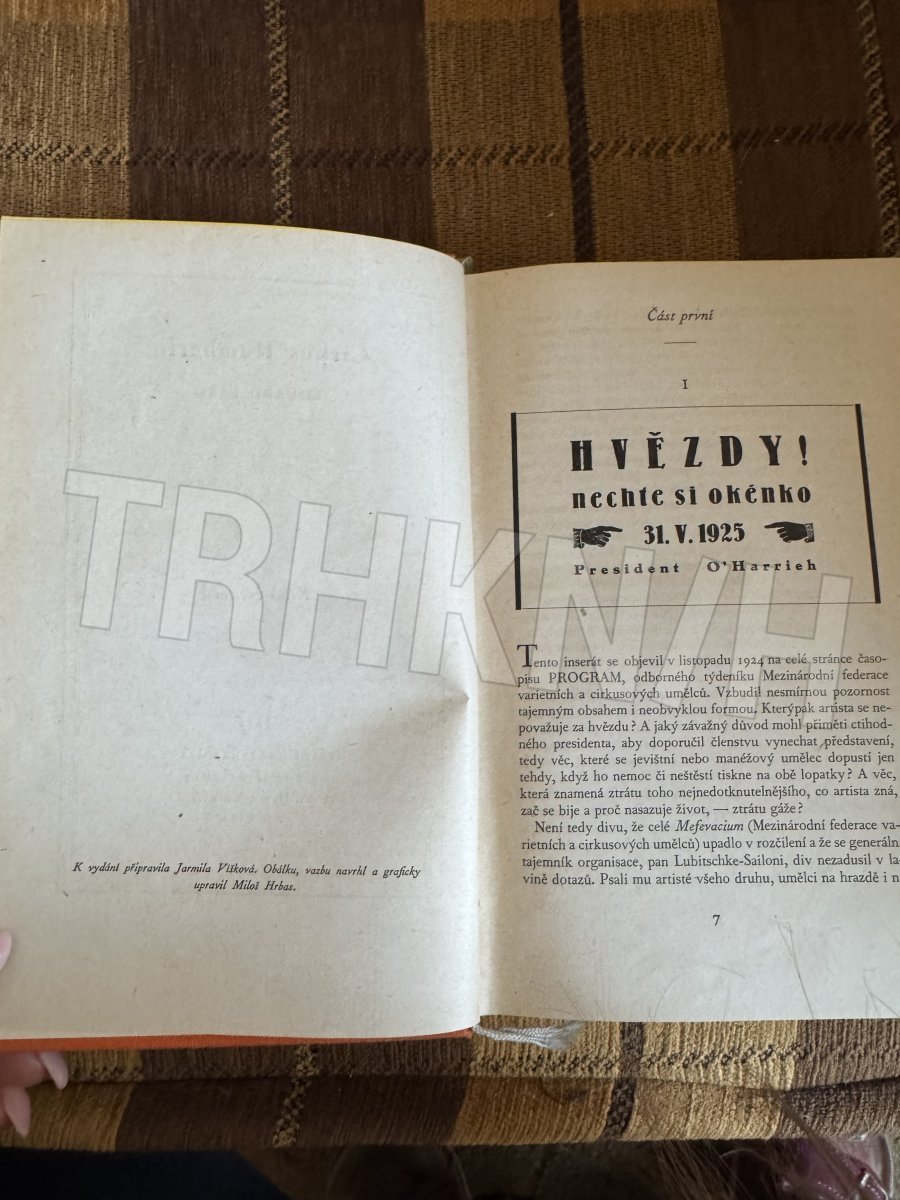 K vydání připravila Jarmila Víšková. Obálku, vazbu navrhl a graficky
upravil Miloš Hrbas.
Část první
I
HVĚZDY!
nechte si okénko
31. V. 1925
President O'Harrieh
Tento inserát se objevil v listopadu 1924 na celé stránce časo-
pisu PROGRAM, odborného týdeníku Mezinárodní federace
varietních a cirkusových umělců. Vzbudil nesmírnou pozornost
tajemným obsahem i neobvyklou formou. Kterýpak artista se ne-
považuje za hvězdu? A jaký závažný důvod mohl přiměti ctihod-
ného presidenta, aby doporučil členstvu vynechat představení,
tedy věc, které se jevištní nebo manéžový umělec dopustí jen
tehdy, když ho nemoc či neštěstí tiskne na obě lopatky? A věc,
která znamená ztrátu toho nejnedotknutelnějšího, co artista zná,
zač se bije a proč nasazuje život, — ztrátu gáže?
Není tedy divu, že celé Mefevacium (Mezinárodní federace va-
rietních a cirkusových umělců) upadlo v rozčilení a že se generáln
tajemník organisace, pan Lubitschke-Sailoni, div nezadusil v la-
vině dotazů. Psali mu artisté všeho druhu, umělci na hrazdě i n
7
TRHKNIH